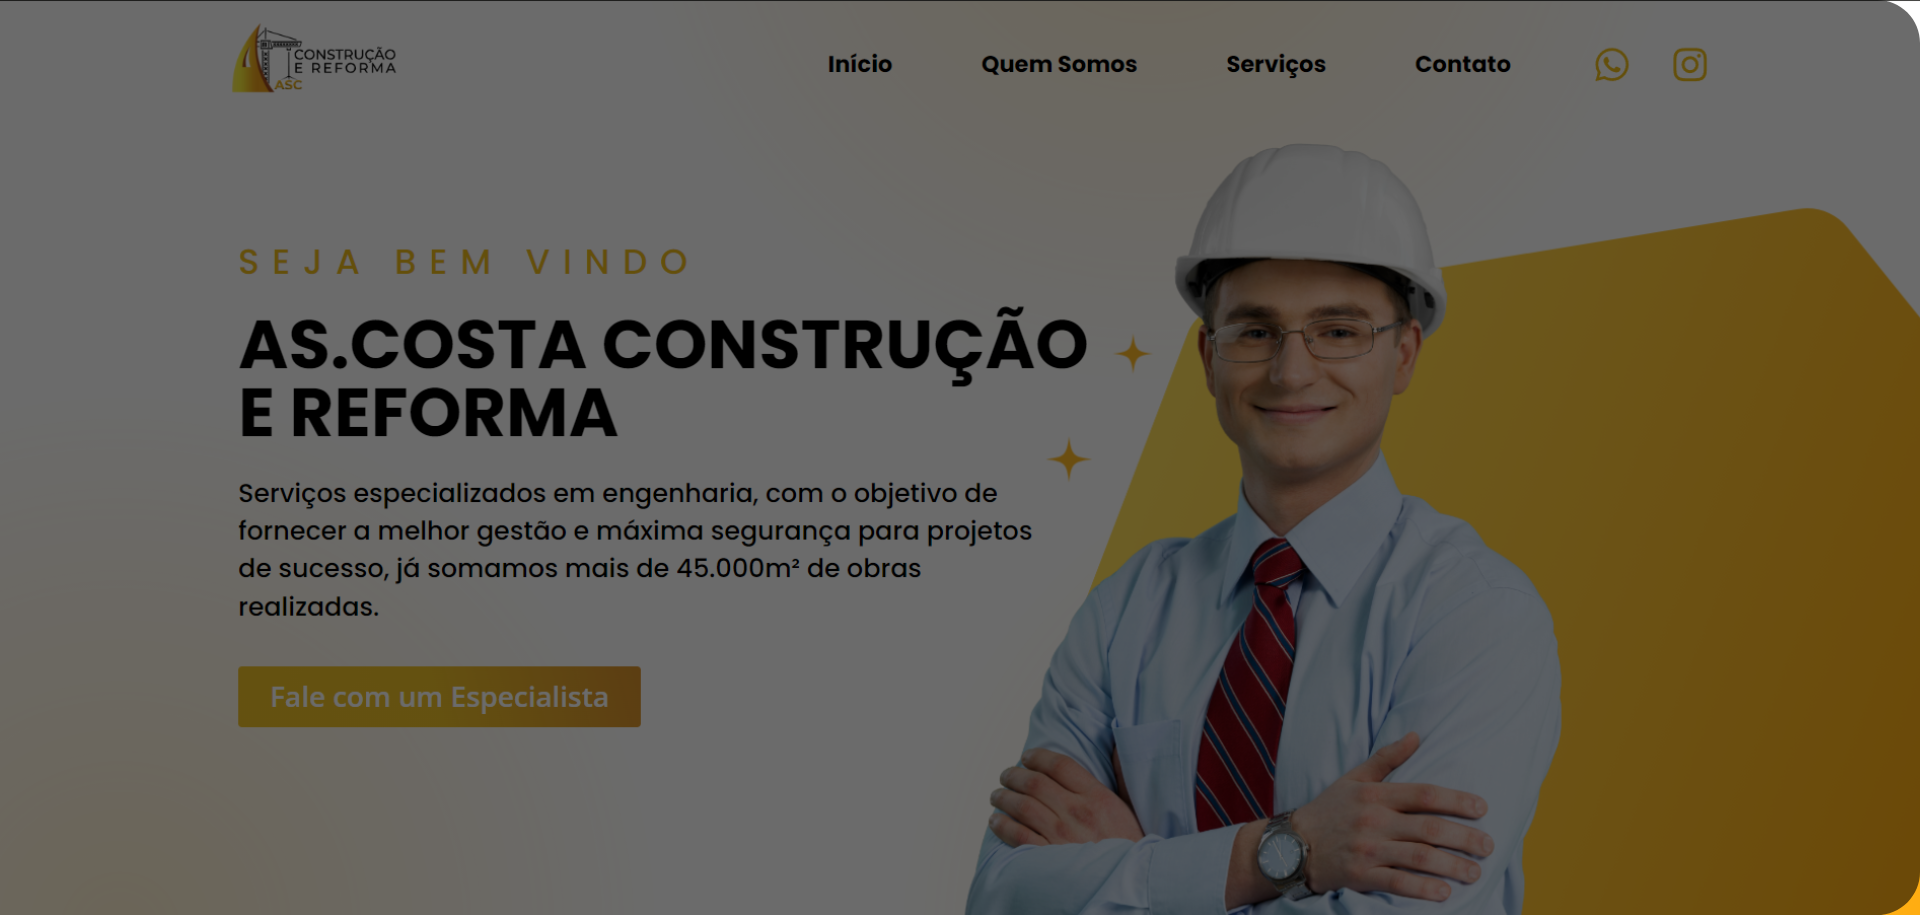 CONSTRUÇÃO
E REFORMA
ASC
Início
Quem Somos
Serviços
Contato
SEJA BEM VINDO
AS.COSTA CONSTRUÇÃO
E REFORMA
Serviços especializados em engenharia, com o objetivo de
fornecer a melhor gestão e máxima segurança para projetos
de sucesso, já somamos mais de 45.000m² de obras
realizadas.
Fale com um Especialista